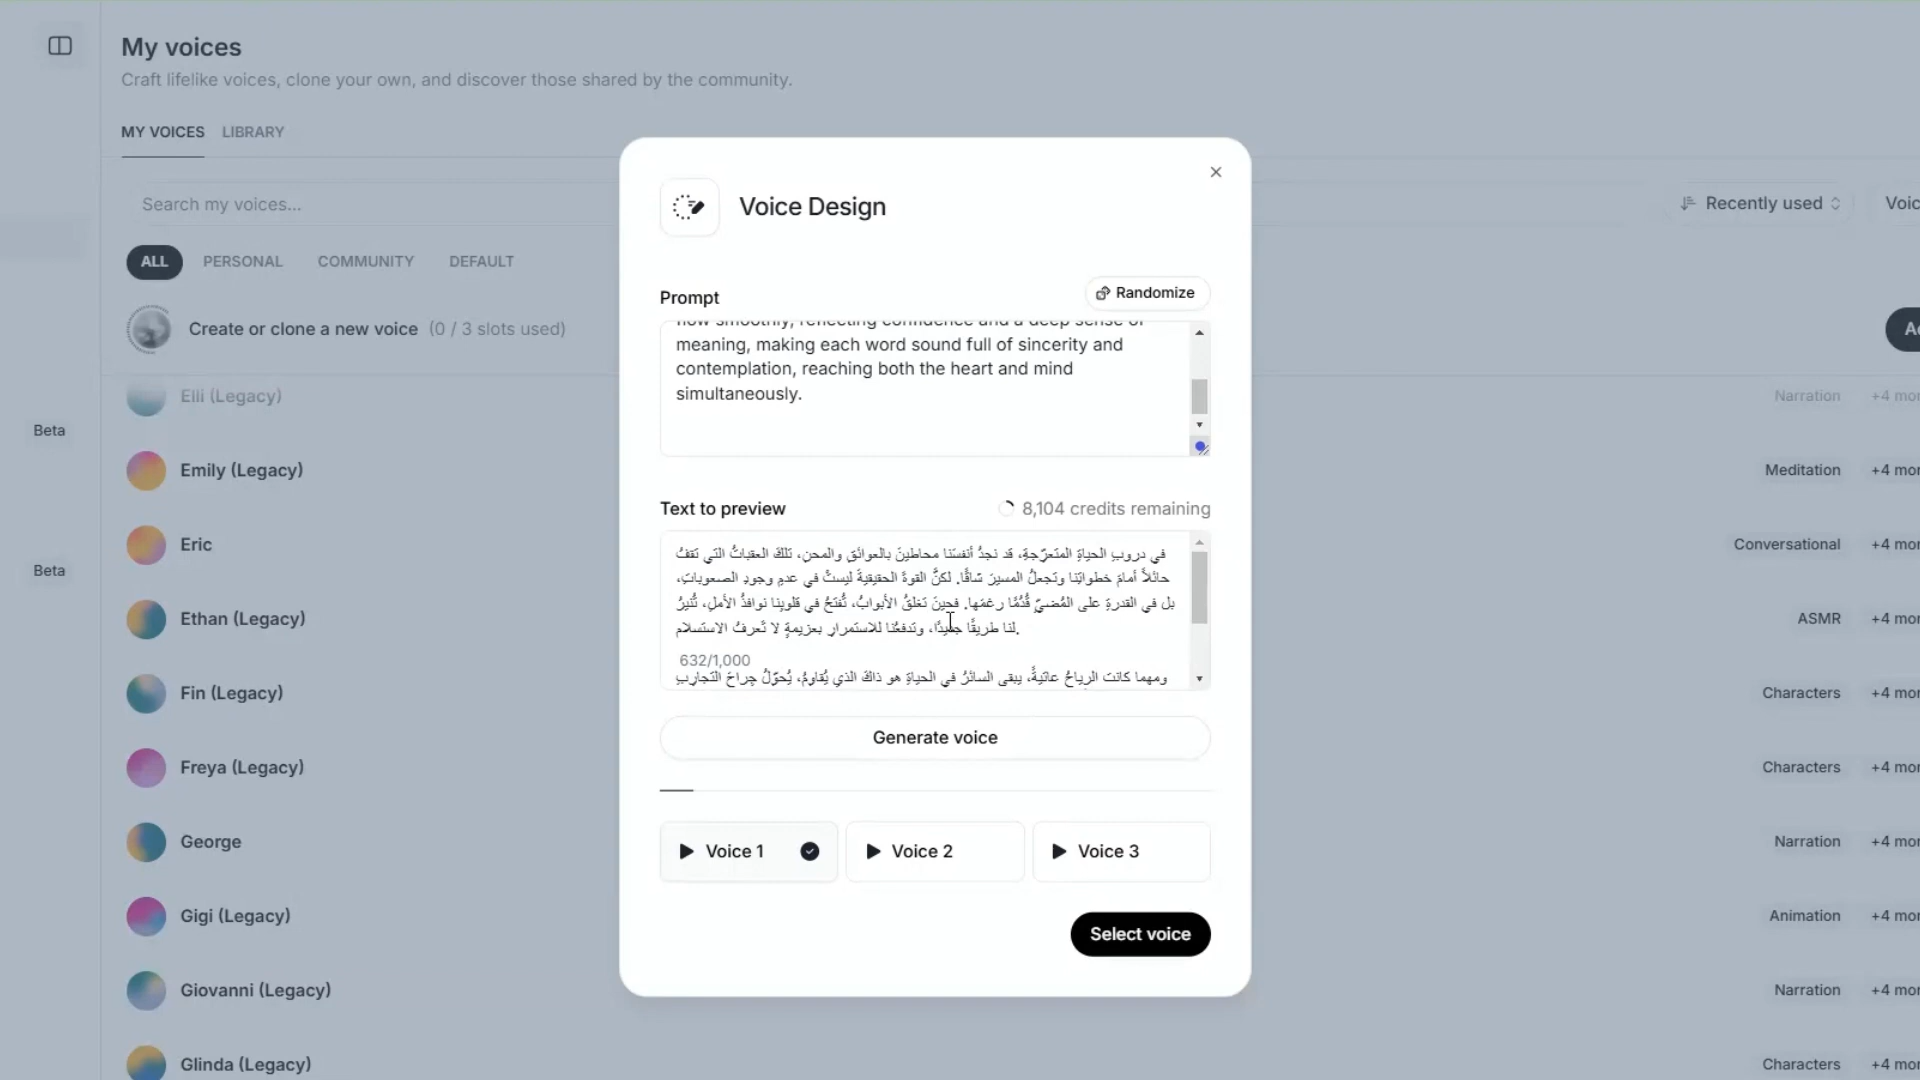 My voices
Craft lifelike voices, clone your own, and discover those shared by the community.
MY VOICES
LIBRARY
Search my voices...
Recently used
Voic
ALL
PERSONAL
COMMUNITY
DEFAULT
Create or clone a new voice (0 / 3 slots used)
Ad
Elli (Legacy)
Narration
+4 mor
Beta
Emily (Legacy)
Meditation
+4 mor
Eric
Conversational
+4 mor
Beta
Ethan (Legacy)
ASMR
+4 mor
Fin (Legacy)
Characters
+4 mor
Freya (Legacy)
Characters
+4 mor
George
Narration
+4 mor
Gigi (Legacy)
Animation
+4 mor
Giovanni (Legacy)
Narration
+4 mor
Glinda (Legacy)
Characters
+4 mor
Voice Design
Prompt
Randomize
flow smoothly, reflecting confidence and a deep sense of
meaning, making each word sound full of sincerity and
contemplation, reaching both the heart and mind
simultaneously.
Text to preview
8,104 credits remaining
في دروبِ الحياةِ المتعرّجةِ، قد نجدُ أنفسَنا محاطينَ بالعوائقِ والمحنِ، تلكَ العقباتُ التي تقفُ
حائلاً أمامَ خطواتِنا وتجعلُ المسيرَ شاقًّا. لكنَّ القوةَ الحقيقيةَ ليستْ في عدمِ وجودِ الصعوباتِ،
بل في القدرةِ على المُضيِّ قُدُمًا رغمَها. فحينَ تغلقُ الأبوابُ، تُفتَحُ في قلوبِنا نوافذُ الأملِ، تُنيرُ
لنا طريقًا جديدًا، وتدفعُنا للاستمرارِ بعزيمةٍ لا تَعرفُ الاستسلام.
632/1,000
ومهما كانت الرياحُ عاتيةً، يبقى السائرُ في الحياةِ هو ذاكَ الذي يُقاومُ، يُحوّلُ جراحَ التجاربِ
Generate voice
Voice 1
Voice 2
Voice 3
Select voice